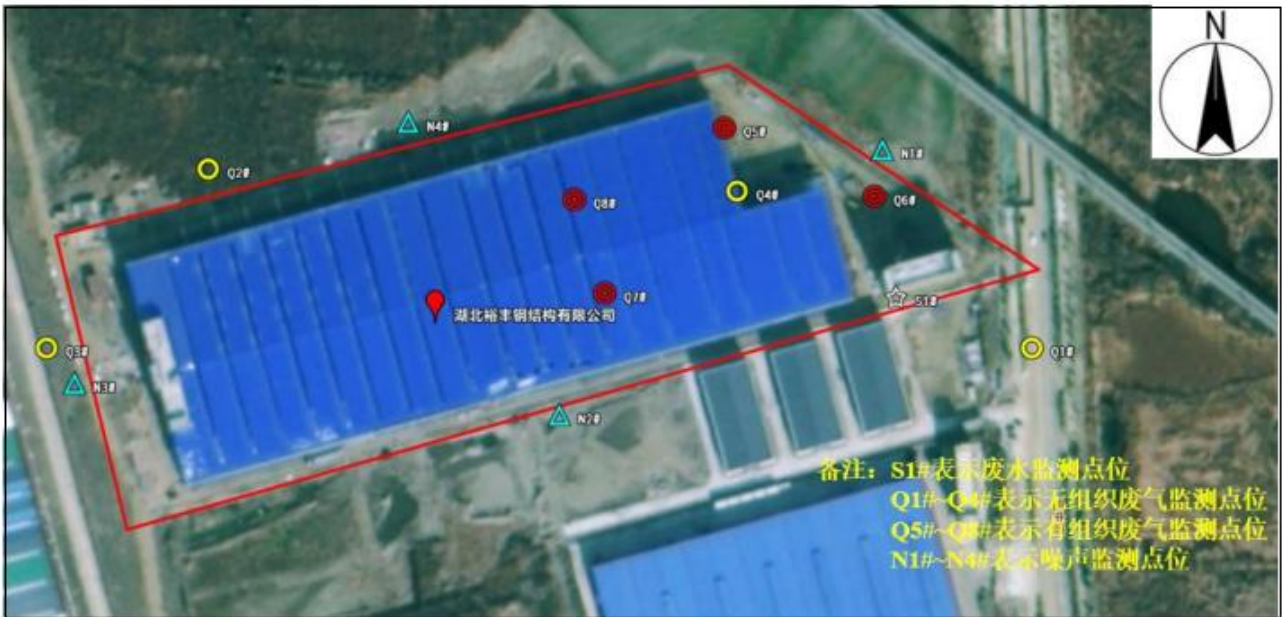 N
N4#
Q5#
N1#
Q2#
Q4#
Q8#
Q6#
Q7#
S1#
湖北裕丰钢结构有限公司
Q3#
Q1#
N3#
N2#
备注：S1#表示废水监测点位
Q1#~Q4#表示无组织废气监测点位
Q5#~Q8#表示有组织废气监测点位
N1#~N4#表示噪声监测点位